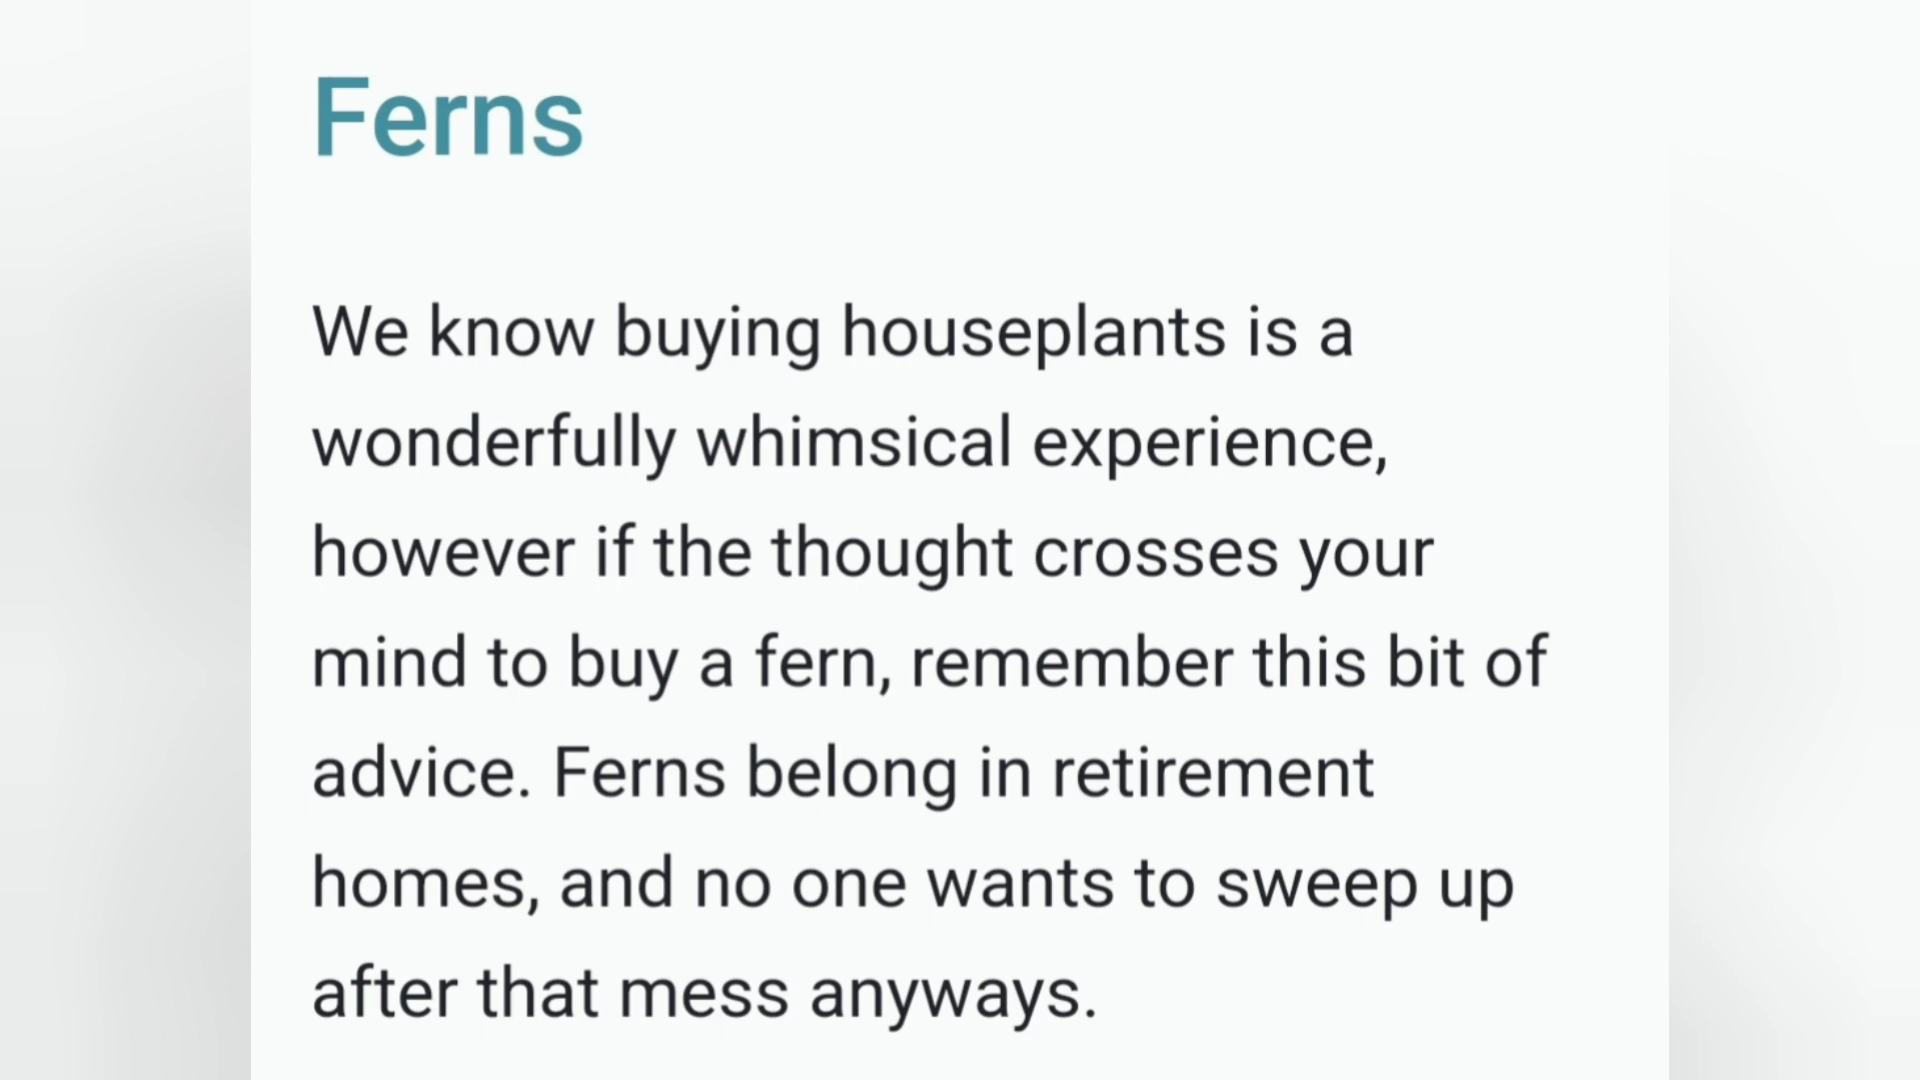 Ferns
We know buying houseplants is a
wonderfully whimsical experience,
however if the thought crosses your
mind to buy a fern, remember this bit of
advice. Ferns belong in retirement
homes, and no one wants to sweep up
after that mess anyways.